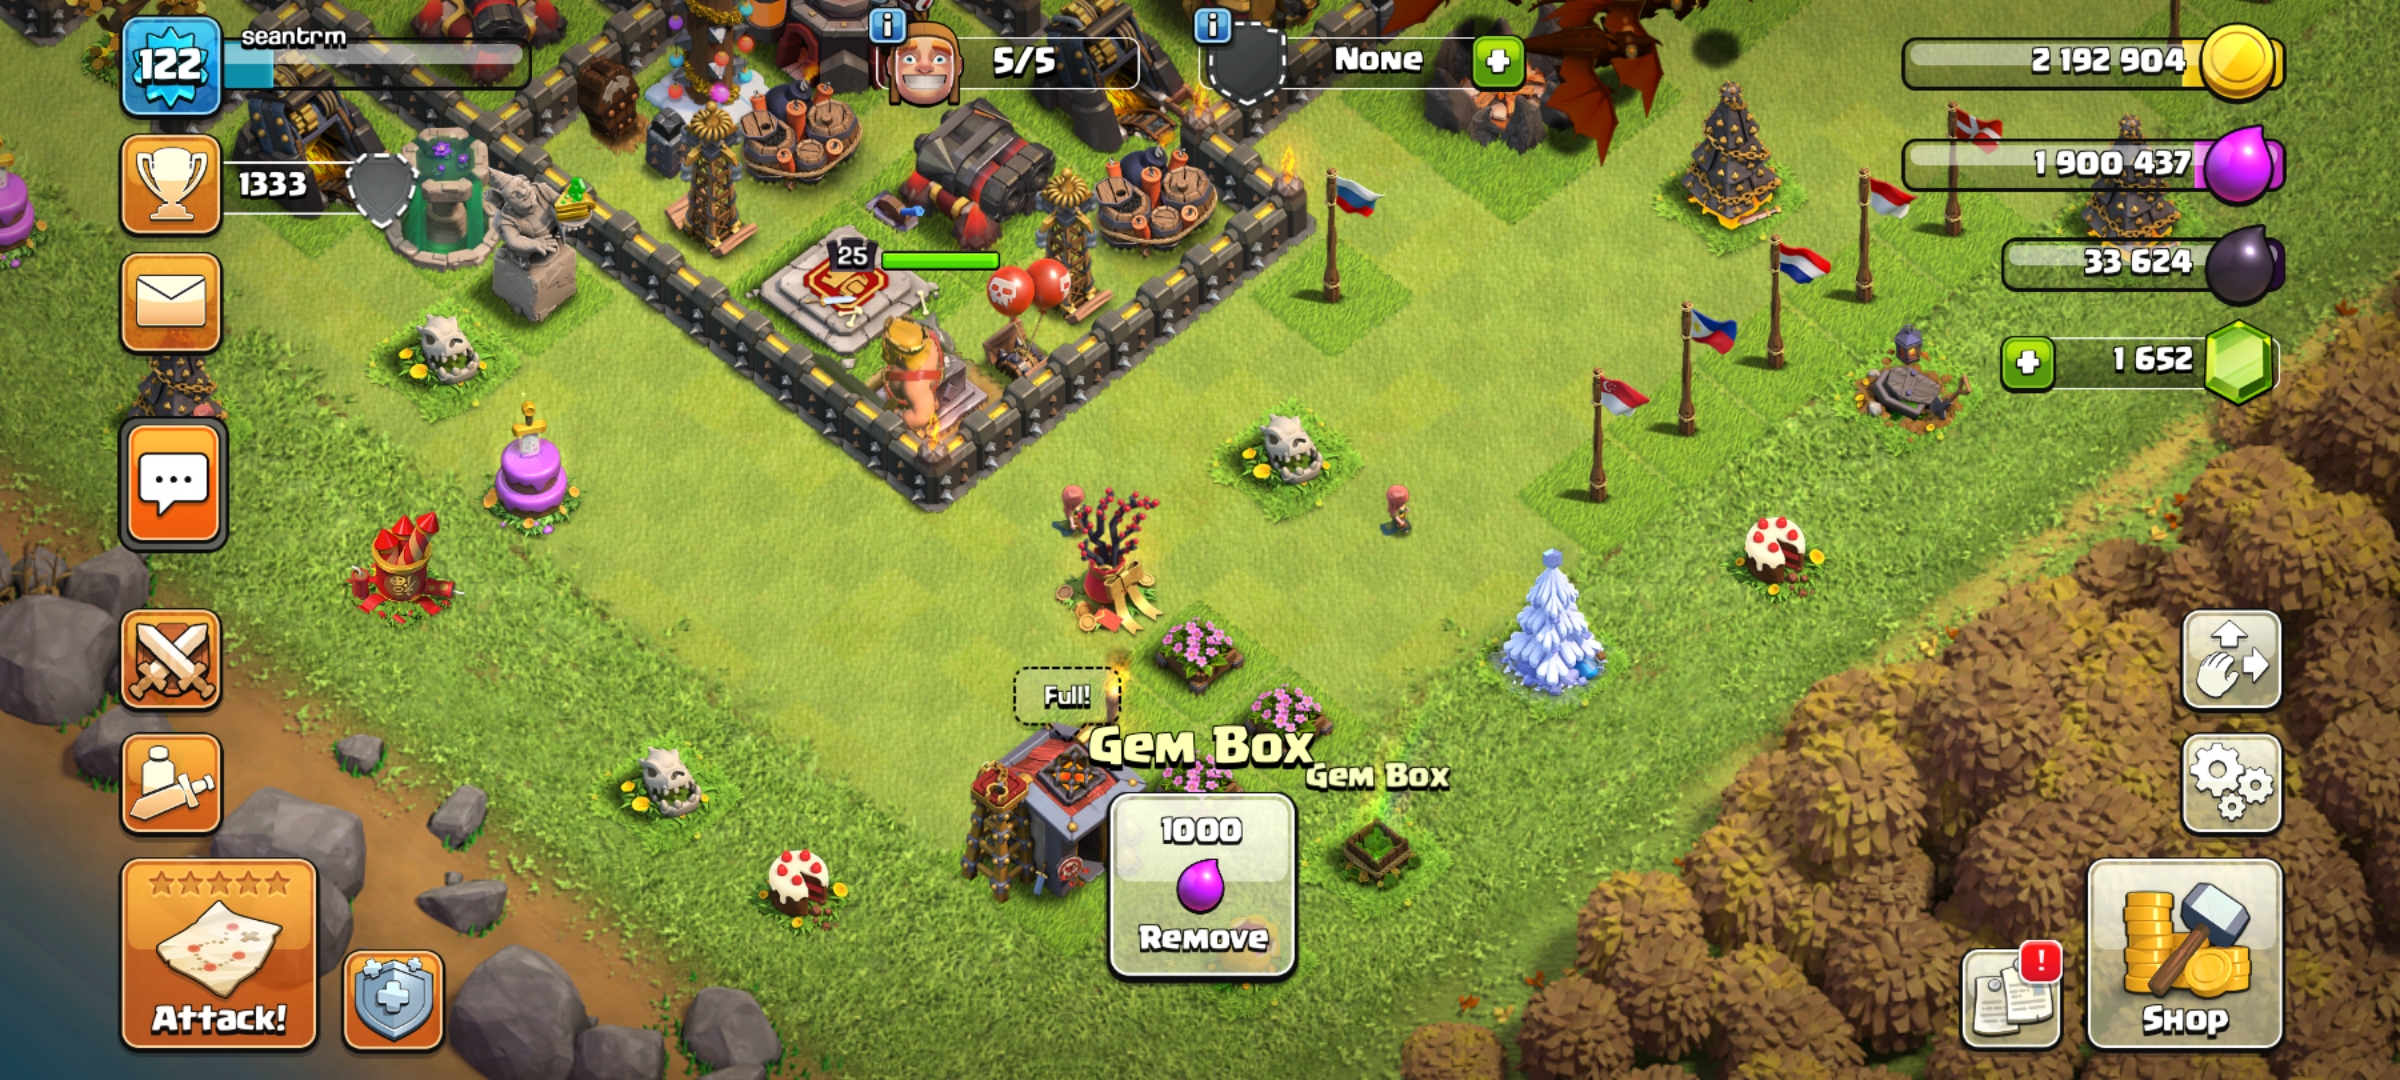 122
seantrm
5/5
None
2 192 904
1333
1 900 437
25
33 624
1 652
Full!
Gem Box
Gem Box
1000
Remove
Attack!
!
Shop